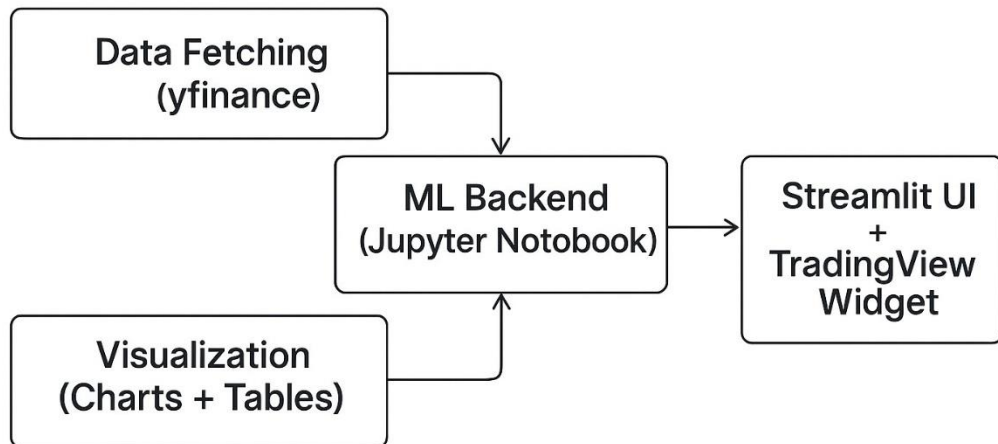 Data Fetching
(yfinance)
ML Backend
(Jupyter Notobook)
Streamlit UI
+
TradingView
Widget
Visualization
(Charts + Tables)